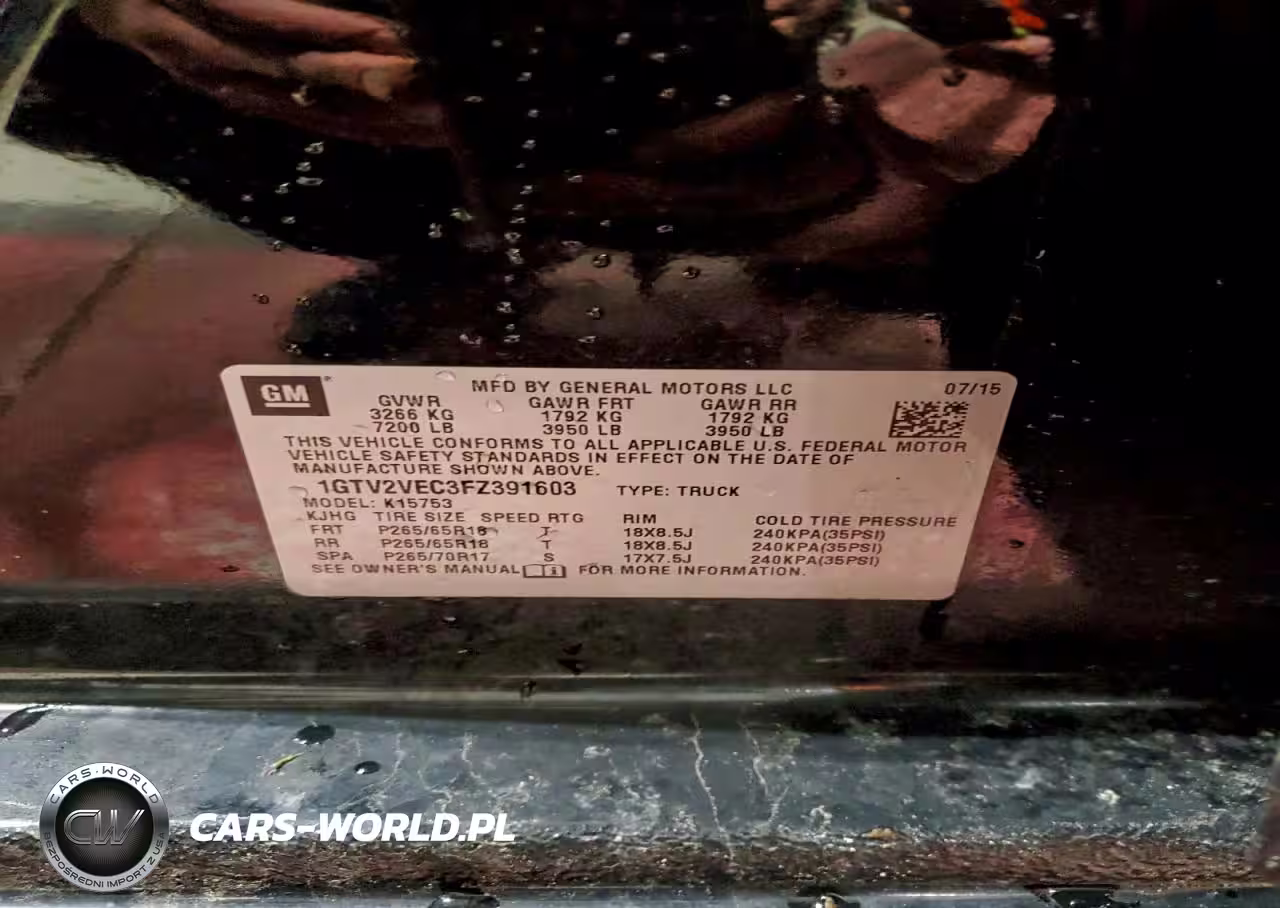 GM
MFD BY GENERAL MOTORS LLC 07/15
GVWR GAWR FRT GAWR RR
3266 KG 1792 KG 1792 KG
7200 LB 3950 LB 3950 LB
THIS VEHICLE CONFORMS TO ALL APPLICABLE U.S. FEDERAL MOTOR
VEHICLE SAFETY STANDARDS IN EFFECT ON THE DATE OF
MANUFACTURE SHOWN ABOVE.
1GTV2VEC3FZ391603 TYPE: TRUCK
MODEL: K15753
KJHG TIRE SIZE SPEED RTG RIM COLD TIRE PRESSURE
FRT P265/65R18 T 18X8.5J 240KPA(35PSI)
RR P265/65R18 T 18X8.5J 240KPA(35PSI)
SPA P265/70R17 S 17X7.5J 240KPA(35PSI)
SEE OWNER'S MANUAL FOR MORE INFORMATION.
CARS-WORLD
CW
BEZPOŚREDNI IMPORT Z USA
CARS-WORLD.PL